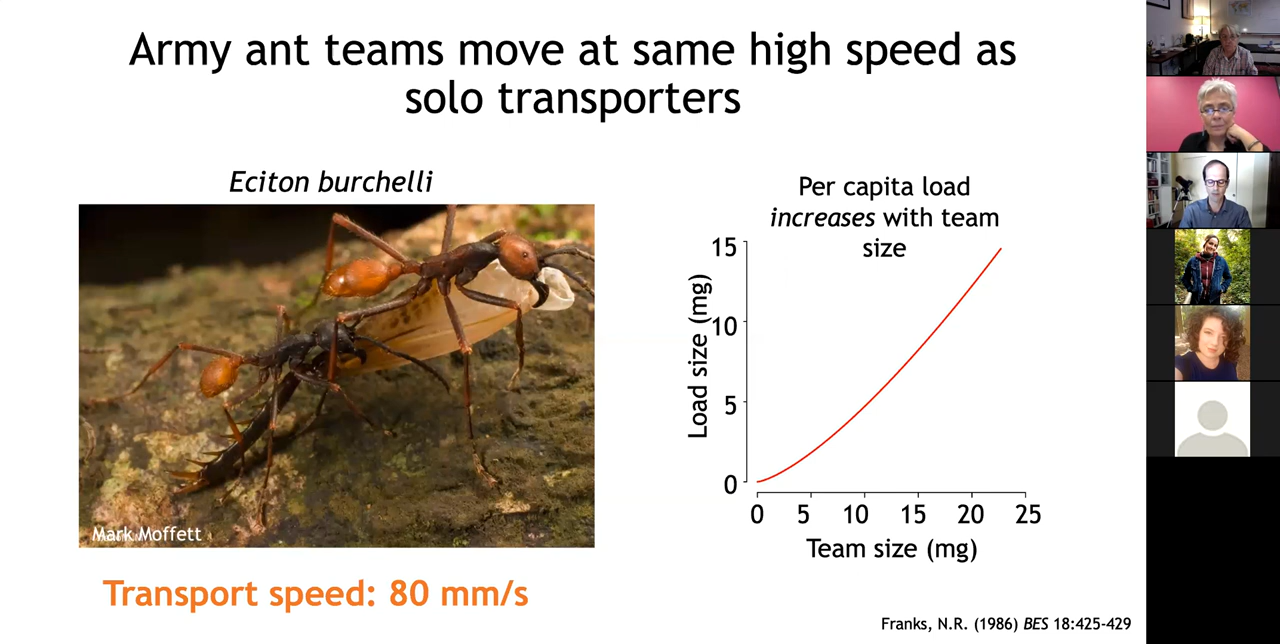 Army ant teams move at same high speed as
solo transporters
Eciton burchelli
Mark Moffett
Transport speed: 80 mm/s
Per capita load
increases with team
size
Load size (mg)
15
10
5
0
0 5 10 15 20 25
Team size (mg)
Franks, N.R. (1986) BES 18:425-429